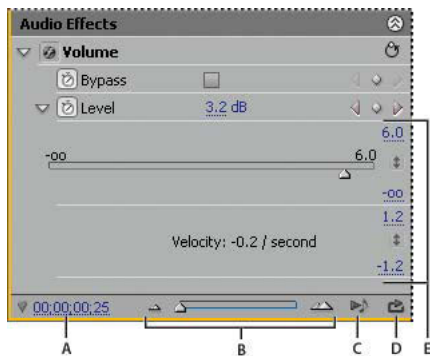 Audio Effects
Volume
Bypass
Level 3.2 dB
6.0
-oo 6.0
-oo
1.2
Velocity: -0.2 / second
-1.2
00;00;00;25
A B C D E